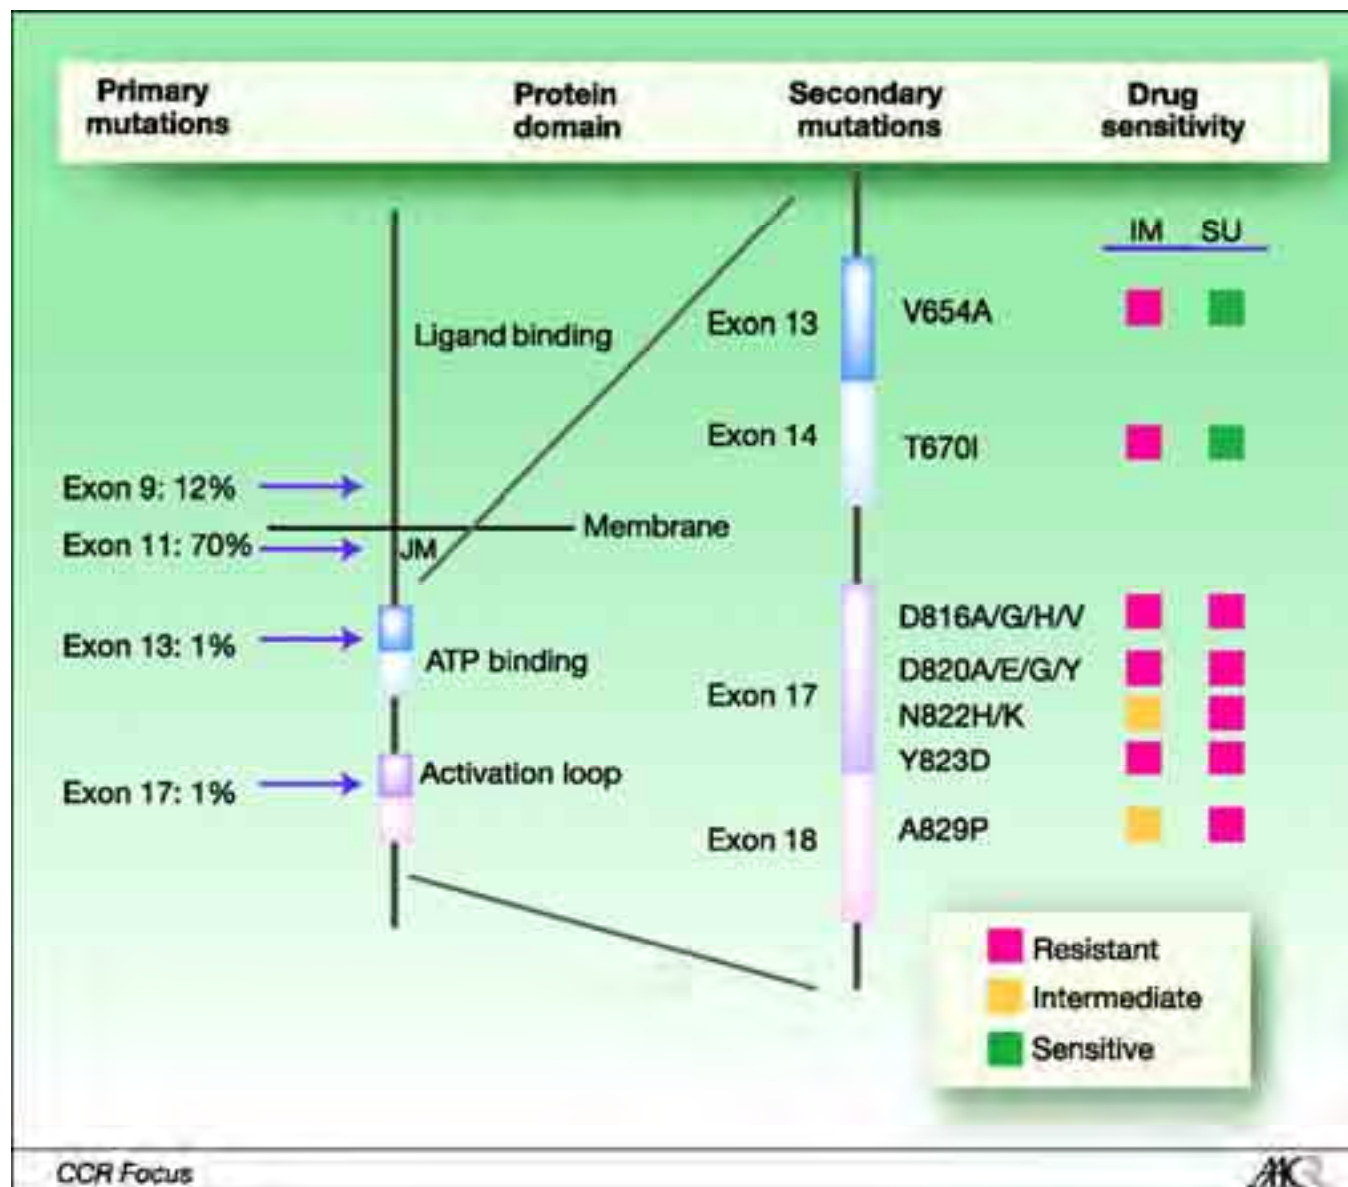 Primary mutations
Protein domain
Secondary mutations
Drug sensitivity
IM SU
Ligand binding
Exon 13
V654A
Exon 14
T670I
Exon 9: 12%
Membrane
Exon 11: 70%
JM
Exon 13: 1%
ATP binding
D816A/G/H/V
D820A/E/G/Y
Exon 17
N822H/K
Y823D
Exon 17: 1%
Activation loop
Exon 18
A829P
Resistant
Intermediate
Sensitive
CCR Focus